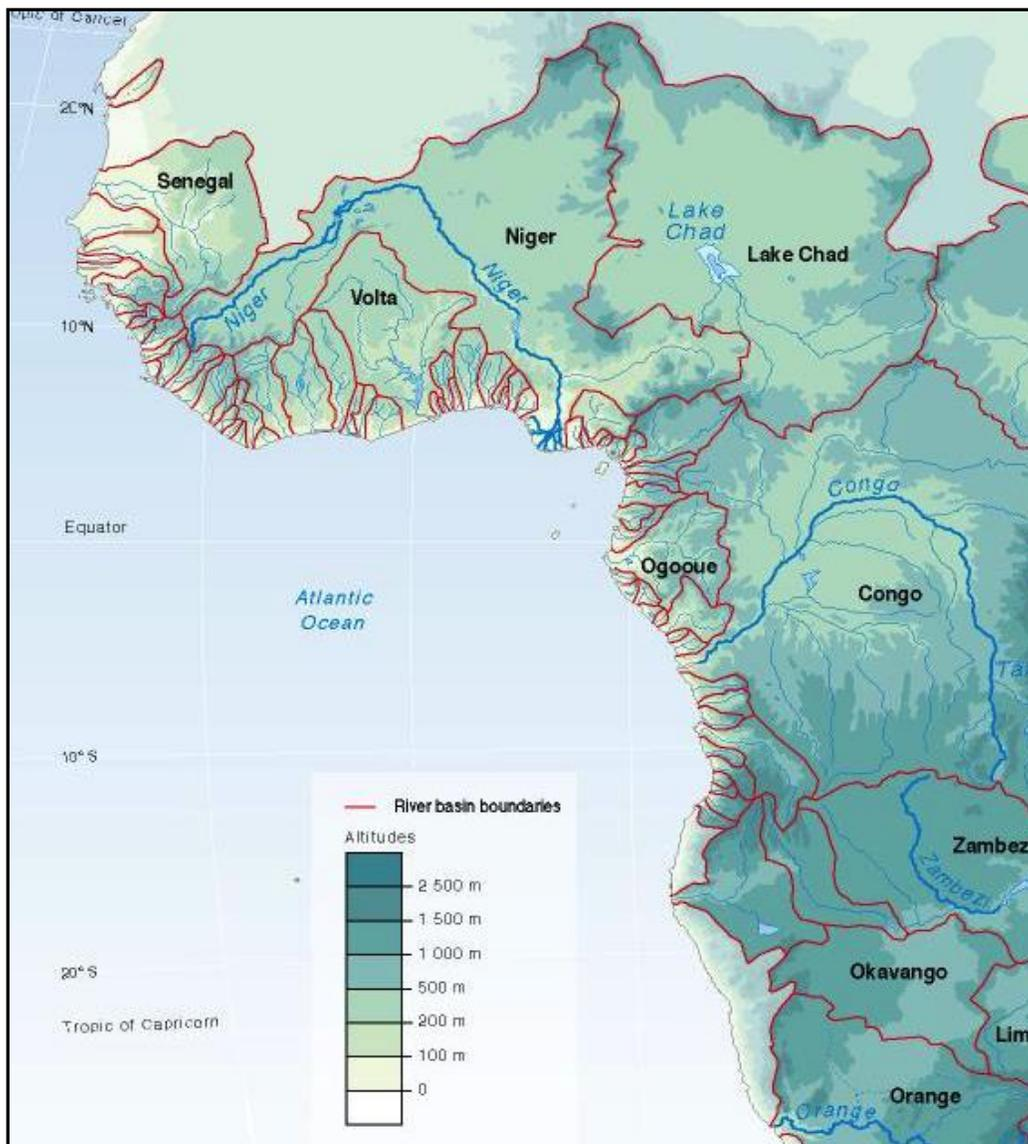 Tropic of Cancer
20°N
Senegal
Niger
Lake
Chad
Lake Chad
Niger
Volta
Niger
10°N
Congo
Equator
Ogooue
Congo
Atlantic
Ocean
Tan
10°S
River basin boundaries
Altitudes
2 500 m
1 500 m
1 000 m
500 m
200 m
100 m
0
Zambez
Zambezi
20°S
Okavango
Tropic of Capricorn
Lim
Orange
Orange